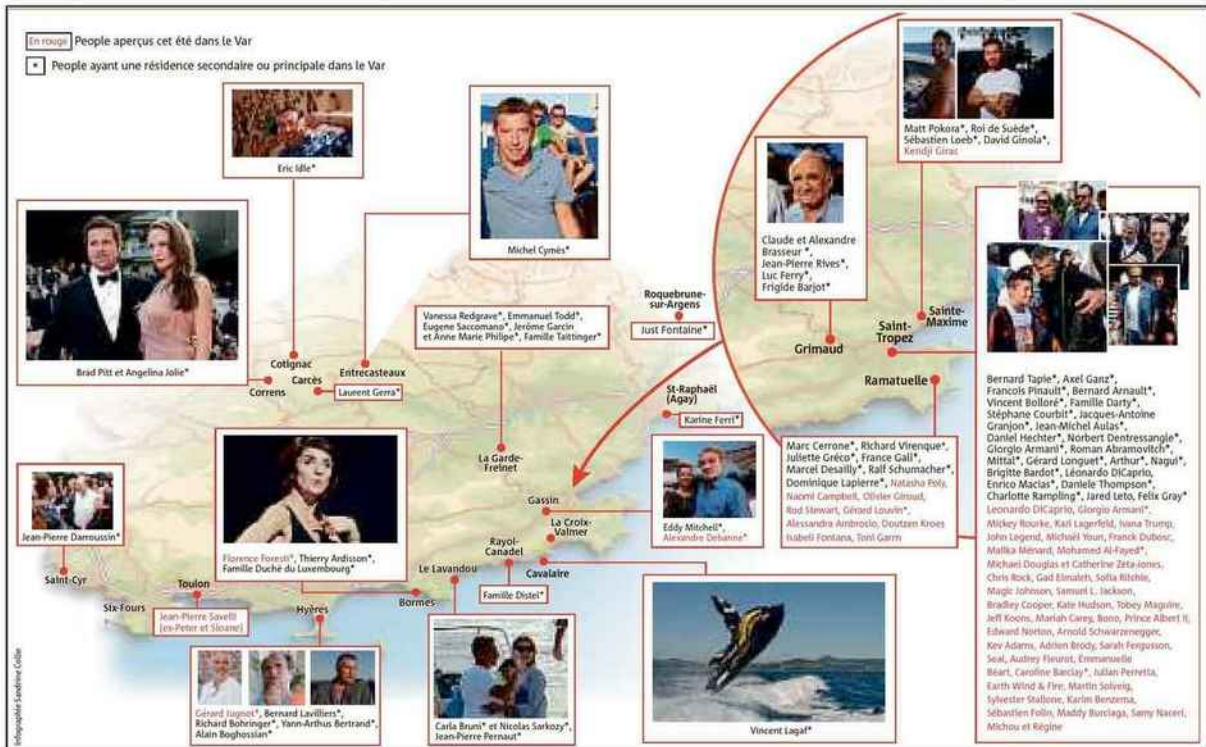 En rouge People aperçus cet été dans le Var
* People ayant une résidence secondaire ou principale dans le Var
Eric Idle*
Brad Pitt et Angelina Jolie*
Michel Cymès*
Matt Pokora*, Roi de Suède*,
Sébastien Loeb*, David Ginola*,
Kendji Girac
Claude et Alexandre
Brasseur *,
Jean-Pierre Rives*,
Luc Ferry*,
Frigide Barjot*
Vanessa Redgrave*, Emmanuel Todd*,
Eugene Saccomano*, Jerôme Garcin
et Anne Marie Philipe*, Famille Taittinger*
Roquebrune-
sur-Argens
Just Fontaine*
Sainte-
Maxime
Saint-
Tropez
Grimaud
Ramatuelle
Cotignac
Carcès
Correns
Entrecasteaux
Laurent Gerra*
St-Raphaël
(Agay)
Karine Ferri*
La Garde-
Freinet
Gassin
La Croix-
Valmer
Rayol-
Canadel
Cavalaire
Le Lavandou
Bormes
Hyères
Toulon
Six-Fours
Saint-Cyr
Jean-Pierre Darroussin*
Florence Foresti*, Thierry Ardisson*,
Famille Duché du Luxembourg*
Eddy Mitchell*,
Alexandre Debanne*
Marc Cerrone*, Richard Virenque*,
Juliette Gréco*, France Gall*,
Marcel Desailly*, Ralf Schumacher*,
Dominique Lapierre*, Natasha Poly,
Naomi Campbell, Olivier Giroud,
Rod Stewart, Gérard Louvin*,
Alessandra Ambrosio, Doutzen Kroes
Isabeli Fontana, Toni Garrn
Bernard Tapie*, Axel Ganz*,
Francois Pinault*, Bernard Arnault*,
Vincent Bolloré*, Famille Darty*,
Stéphane Courbit*, Jacques-Antoine
Granjon*, Jean-Michel Aulas*,
Daniel Hechter*, Norbert Dentressangle*,
Giorgio Armani*, Roman Abramovitch*,
Mittal*, Gérard Longuet*, Arthur*, Nagui*,
Brigitte Bardot*, Léonardo DiCaprio,
Enrico Macias*, Daniele Thompson*,
Charlotte Rampling*, Jared Leto, Felix Gray*
Leonardo DiCaprio, Giorgio Armani*,
Mickey Rourke, Karl Lagerfeld, Ivana Trump,
John Legend, Michaël Youn, Franck Dubosc,
Malika Ménard, Mohamed Al-Fayed*,
Michael Douglas et Catherine Zeta-Jones,
Chris Rock, Gad Elmaleh, Sofia Ritchie,
Magic Johnson, Samuel L. Jackson,
Bradley Cooper, Kate Hudson, Tobey Maguire,
Jeff Koons, Mariah Carey, Bono, Prince Albert II,
Edward Norton, Arnold Schwarzenegger,
Kev Adams, Adrien Brody, Sarah Fergusson,
Seal, Audrey Fleurot, Emmanuelle
Béart, Caroline Barclay*, Julian Perretta,
Earth Wind & Fire, Martin Solveig,
Sylvester Stallone, Karim Benzema,
Sébastien Folin, Maddy Burciaga, Samy Naceri,
Michou et Régine
Famille Distel*
Jean-Pierre Savelli
(ex-Peter et Sloane)
Gérard Jugnot*, Bernard Lavilliers*,
Richard Bohringer*, Yann-Arthus Bertrand*,
Alain Boghossian*
Carla Bruni* et Nicolas Sarkozy*,
Jean-Pierre Pernaut*
Vincent Lagaf*
Infographie Sandrine Collie